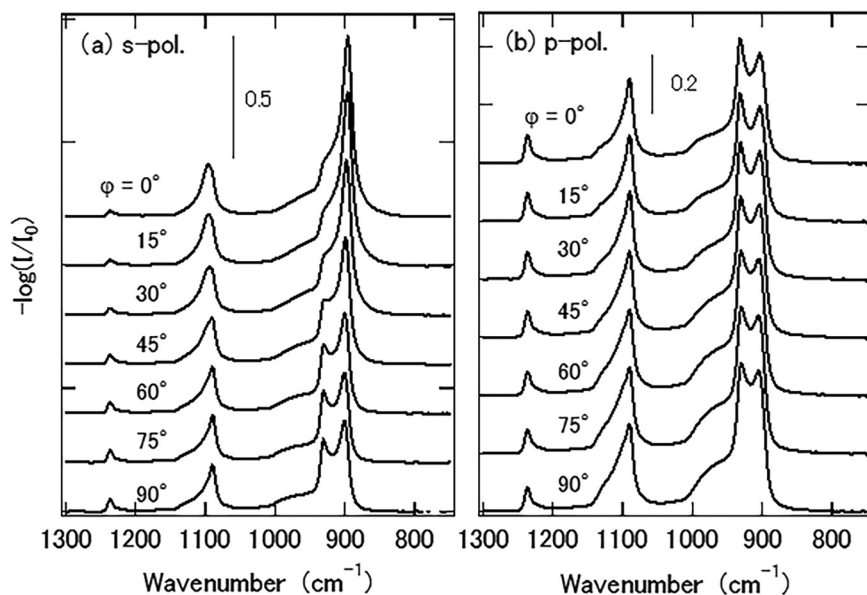 (a) s-pol.
0.5
φ = 0°
15°
30°
45°
60°
75°
90°
-log(I/I0)
1300 1200 1100 1000 900 800
Wavenumber (cm⁻¹)
(b) p-pol.
0.2
φ = 0°
15°
30°
45°
60°
75°
90°
1300 1200 1100 1000 900 800
Wavenumber (cm⁻¹)